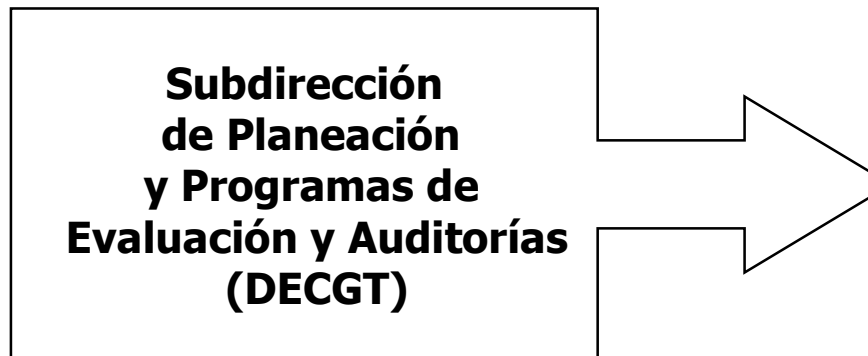 Subdirección
de Planeación
y Programas de
Evaluación y Auditorías
(DECGT)